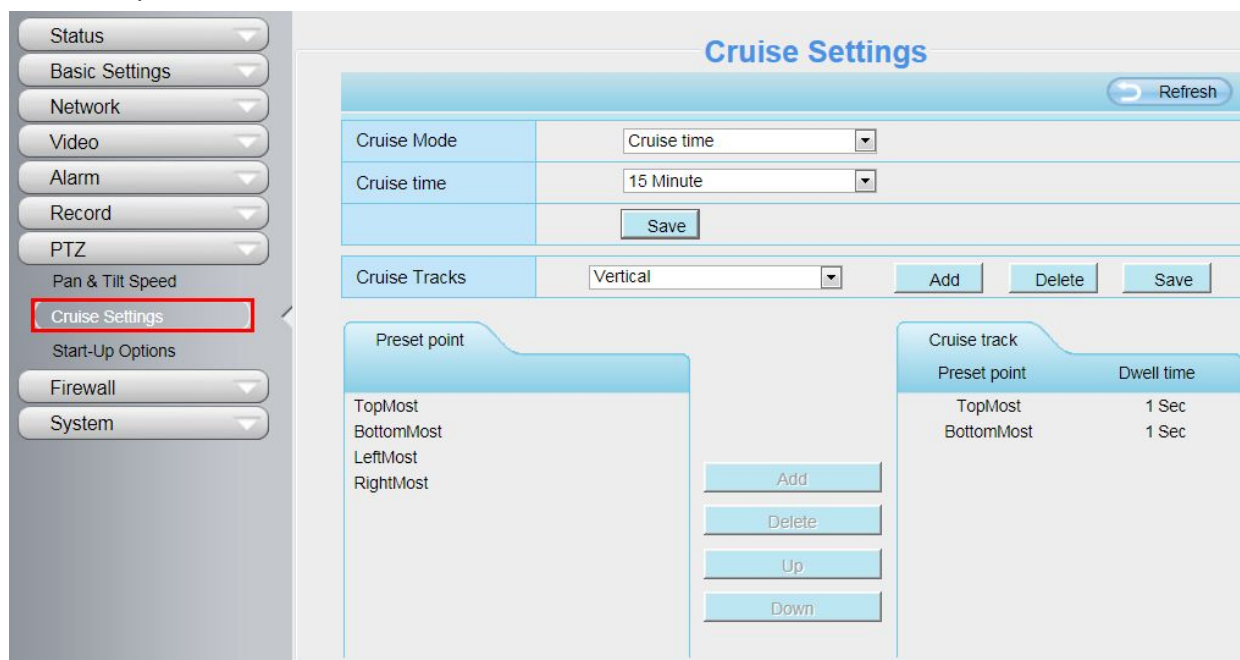 Status
Basic Settings
Network
Video
Alarm
Record
PTZ
Pan & Tilt Speed
Cruise Settings
Start-Up Options
Firewall
System
Cruise Settings
Refresh
Cruise Mode Cruise time
Cruise time 15 Minute
Save
Cruise Tracks Vertical Add Delete Save
Preset point
TopMost
BottomMost
LeftMost
RightMost
Add
Delete
Up
Down
Cruise track
Preset point Dwell time
TopMost 1 Sec
BottomMost 1 Sec